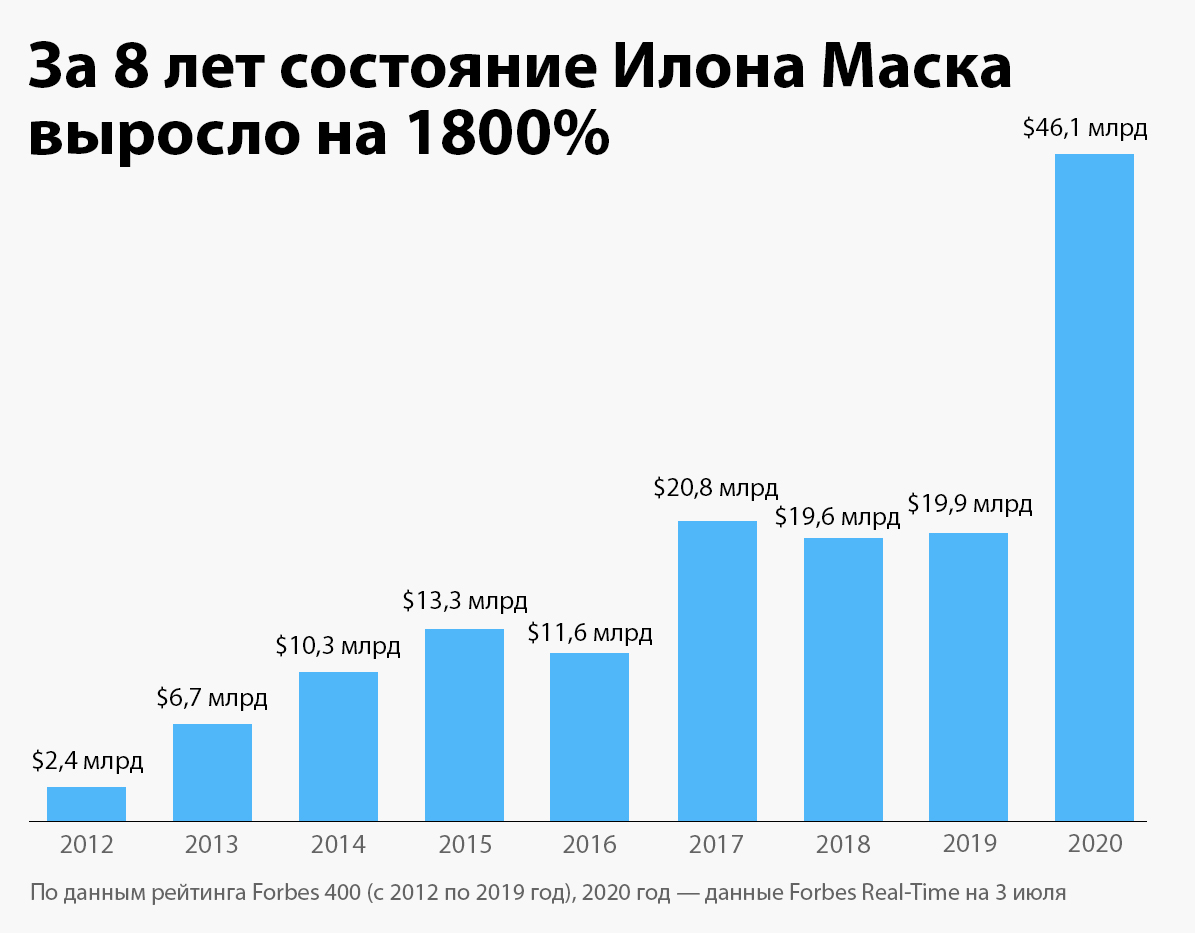 За 8 лет состояние Илона Маска
выросло на 1800%
$2,4 млрд
$6,7 млрд
$10,3 млрд
$13,3 млрд
$11,6 млрд
$20,8 млрд
$19,6 млрд
$19,9 млрд
$46,1 млрд
2012
2013
2014
2015
2016
2017
2018
2019
2020
По данным рейтинга Forbes 400 (с 2012 по 2019 год), 2020 год — данные Forbes Real-Time на 3 июля